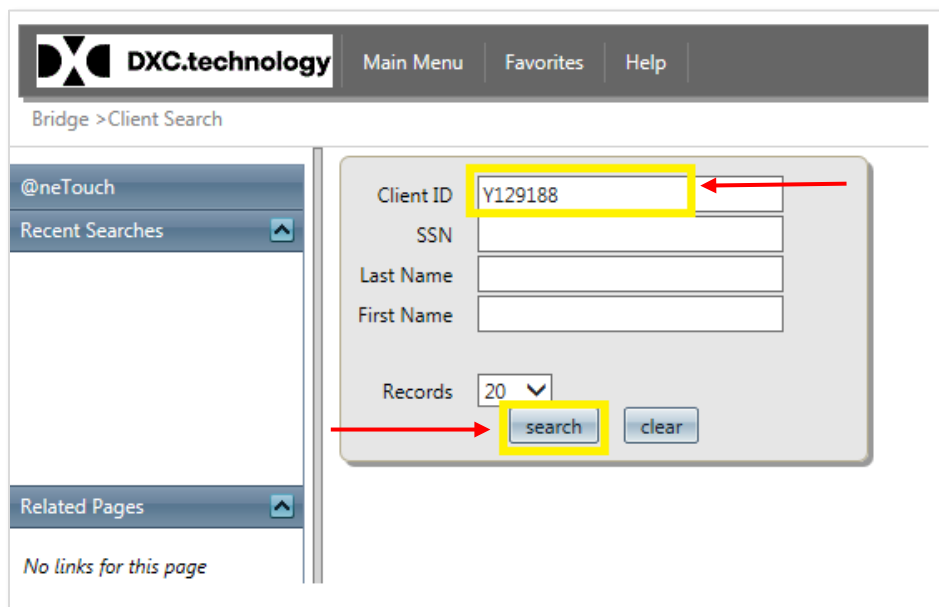 DXC.technology Main Menu Favorites Help
Bridge >Client Search
@neTouch
Recent Searches
Client ID Y129188
SSN
Last Name
First Name
Records 20
search clear
Related Pages
No links for this page